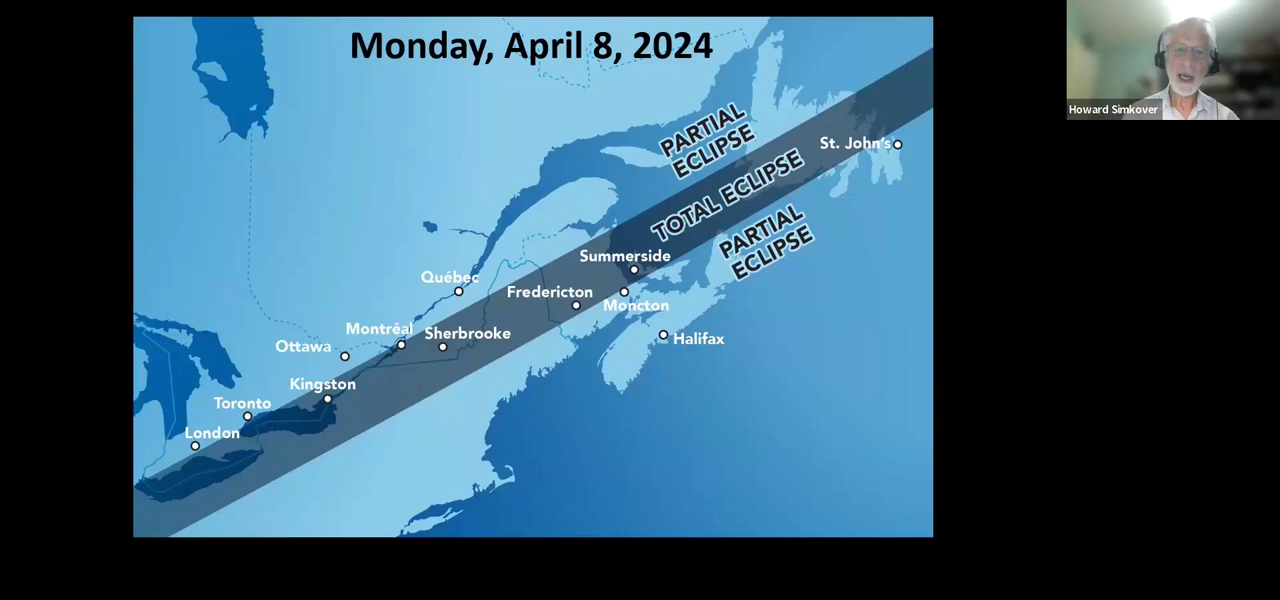 Monday, April 8, 2024
Howard Simkover
PARTIAL
ECLIPSE
St. John's
TOTAL ECLIPSE
PARTIAL
ECLIPSE
Summerside
Québec
Fredericton
Moncton
Montréal
Sherbrooke
Halifax
Ottawa
Kingston
Toronto
London